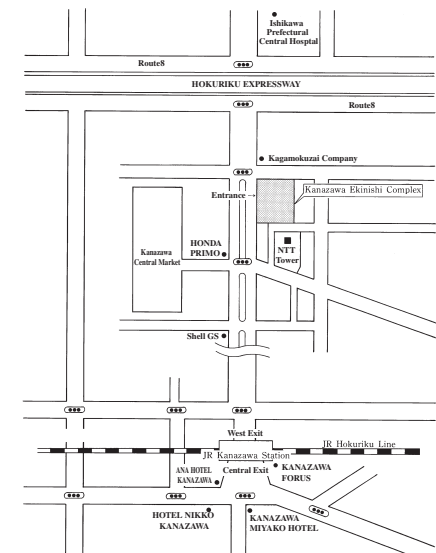 Ishikawa
Prefectural
Central Hosptal
Route8
HOKURIKU EXPRESSWAY
Route8
Kagamokuzai Company
Entrance →
Kanazawa Ekinishi Complex
Kanazawa
Central Market
HONDA
PRIMO
NTT
Tower
Shell GS
West Exit
JR Hokuriku Line
JR Kanazawa Station
ANA HOTEL
KANAZAWA
Central Exit
KANAZAWA
FORUS
HOTEL NIKKO
KANAZAWA
KANAZAWA
MIYAKO HOTEL